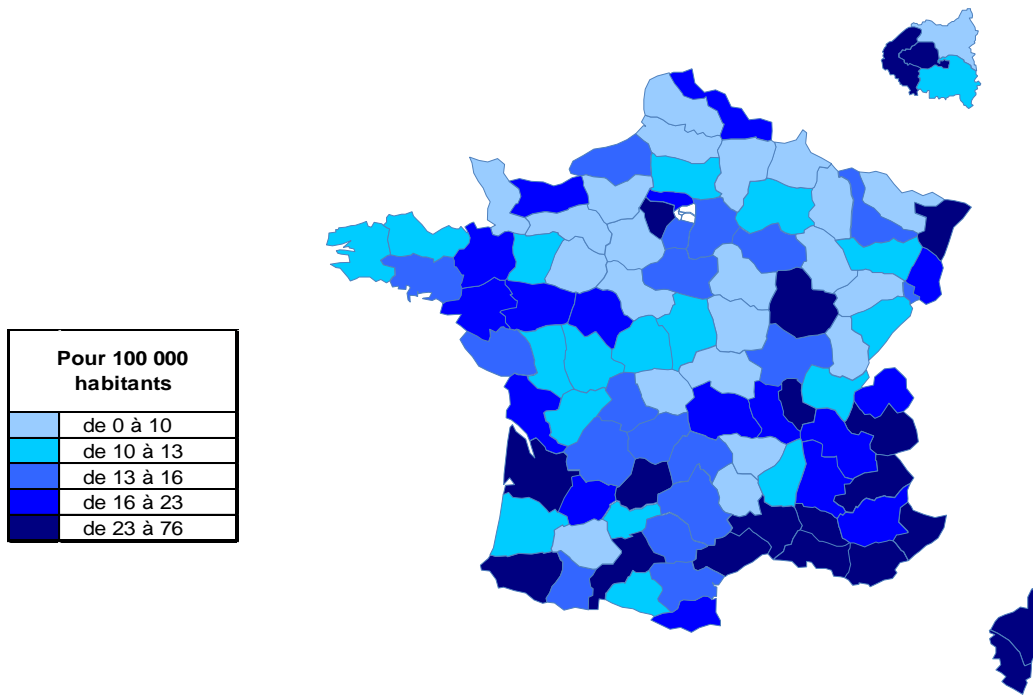 Pour 100 000
habitants
de 0 à 10
de 10 à 13
de 13 à 16
de 16 à 23
de 23 à 76